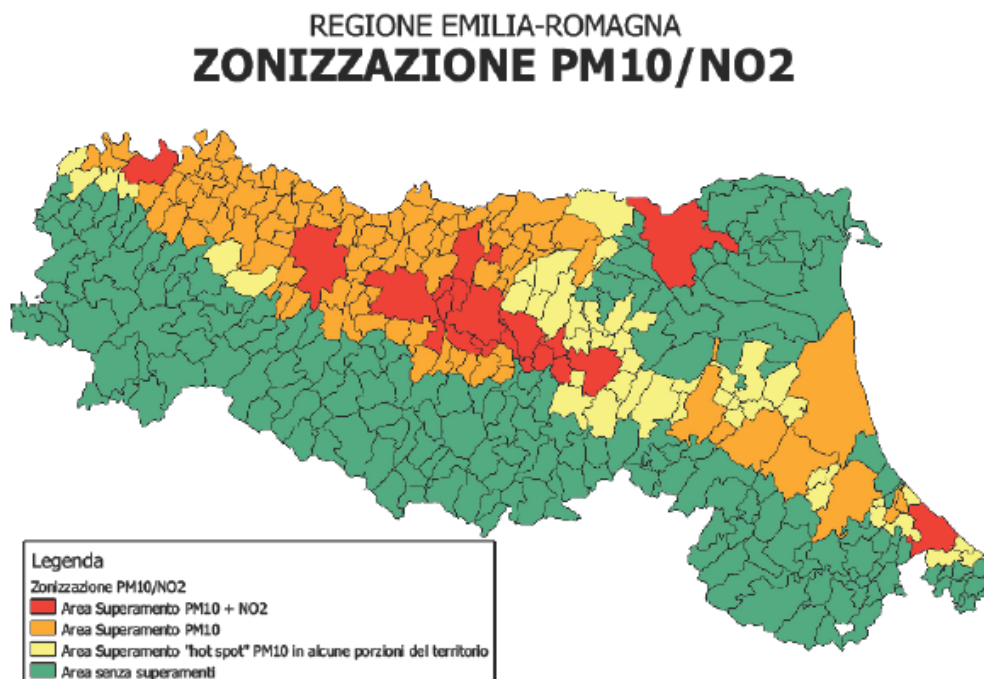 REGIONE EMILIA-ROMAGNA
ZONIZZAZIONE PM10/NO2
Legenda
Zonizzazione PM10/NO2
Area Superamento PM10 + NO2
Area Superamento PM10
Area Superamento "hot spot" PM10 in alcune porzioni del territorio
Area senza superamenti